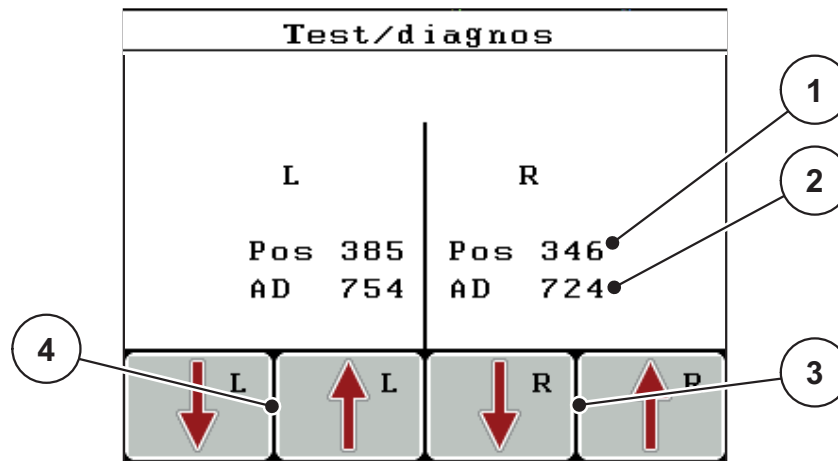 Test/diagnos
1
L R
2
Pos 385 Pos 346
AD 754 AD 724
4
L L R R
3